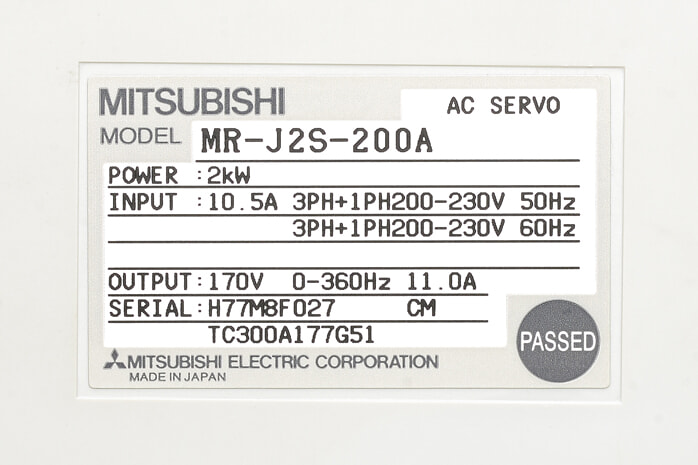 MITSUBISHI
AC SERVO
MODEL MR-J2S-200A
POWER :2kW
INPUT :10.5A 3PH+1PH200-230V 50Hz
3PH+1PH200-230V 60Hz
OUTPUT:170V 0-360Hz 11.0A
SERIAL:H77M8F027 CM
TC300A177G51
PASSED
MITSUBISHI ELECTRIC CORPORATION
MADE IN JAPAN